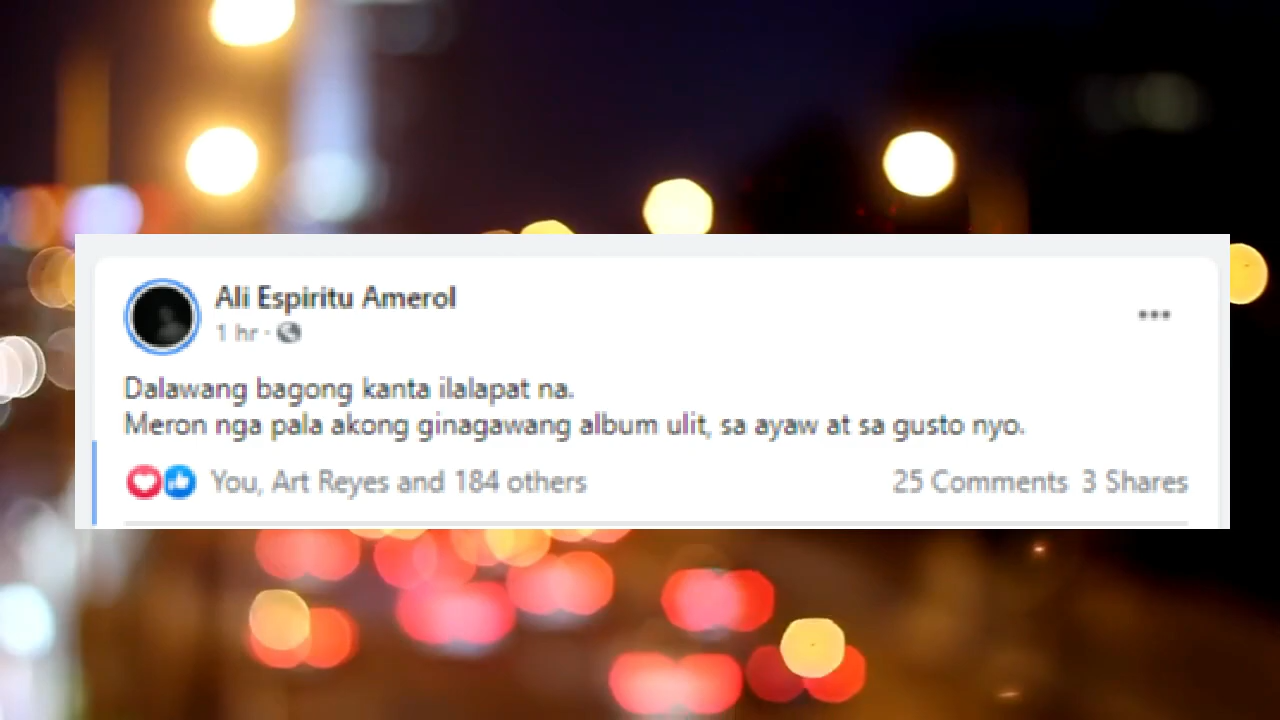 Ali Espiritu Amerol
1 hr ·
Dalawang bagong kanta ilalapat na.
Meron nga pala akong ginagawang album ulit, sa ayaw at sa gusto nyo.
You, Art Reyes and 184 others 25 Comments 3 Shares